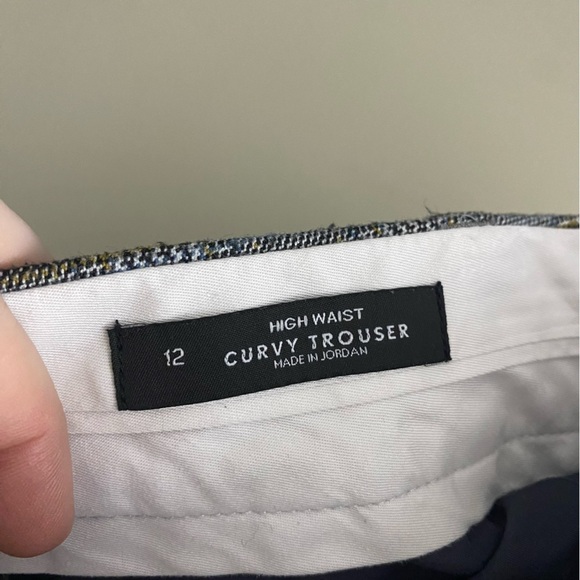 12
HIGH WAIST
CURVY TROUSER
MADE IN JORDAN